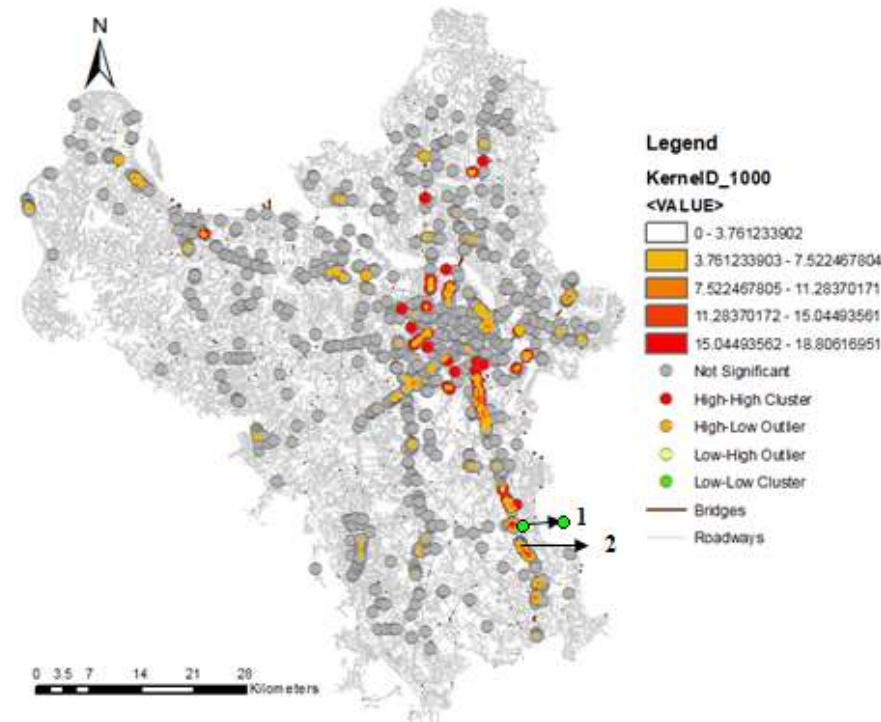 N
Legend
KernelD_1000
<VALUE>
0 - 3.761233902
3.761233903 - 7.522467804
7.522467805 - 11.28370171
11.28370172 - 15.04493561
15.04493562 - 18.80616951
Not Significant
High-High Cluster
High-Low Outlier
Low-High Outlier
Low-Low Cluster
Bridges
Roadways
1
2
0 3.5 7 14 21 28
Kilometers